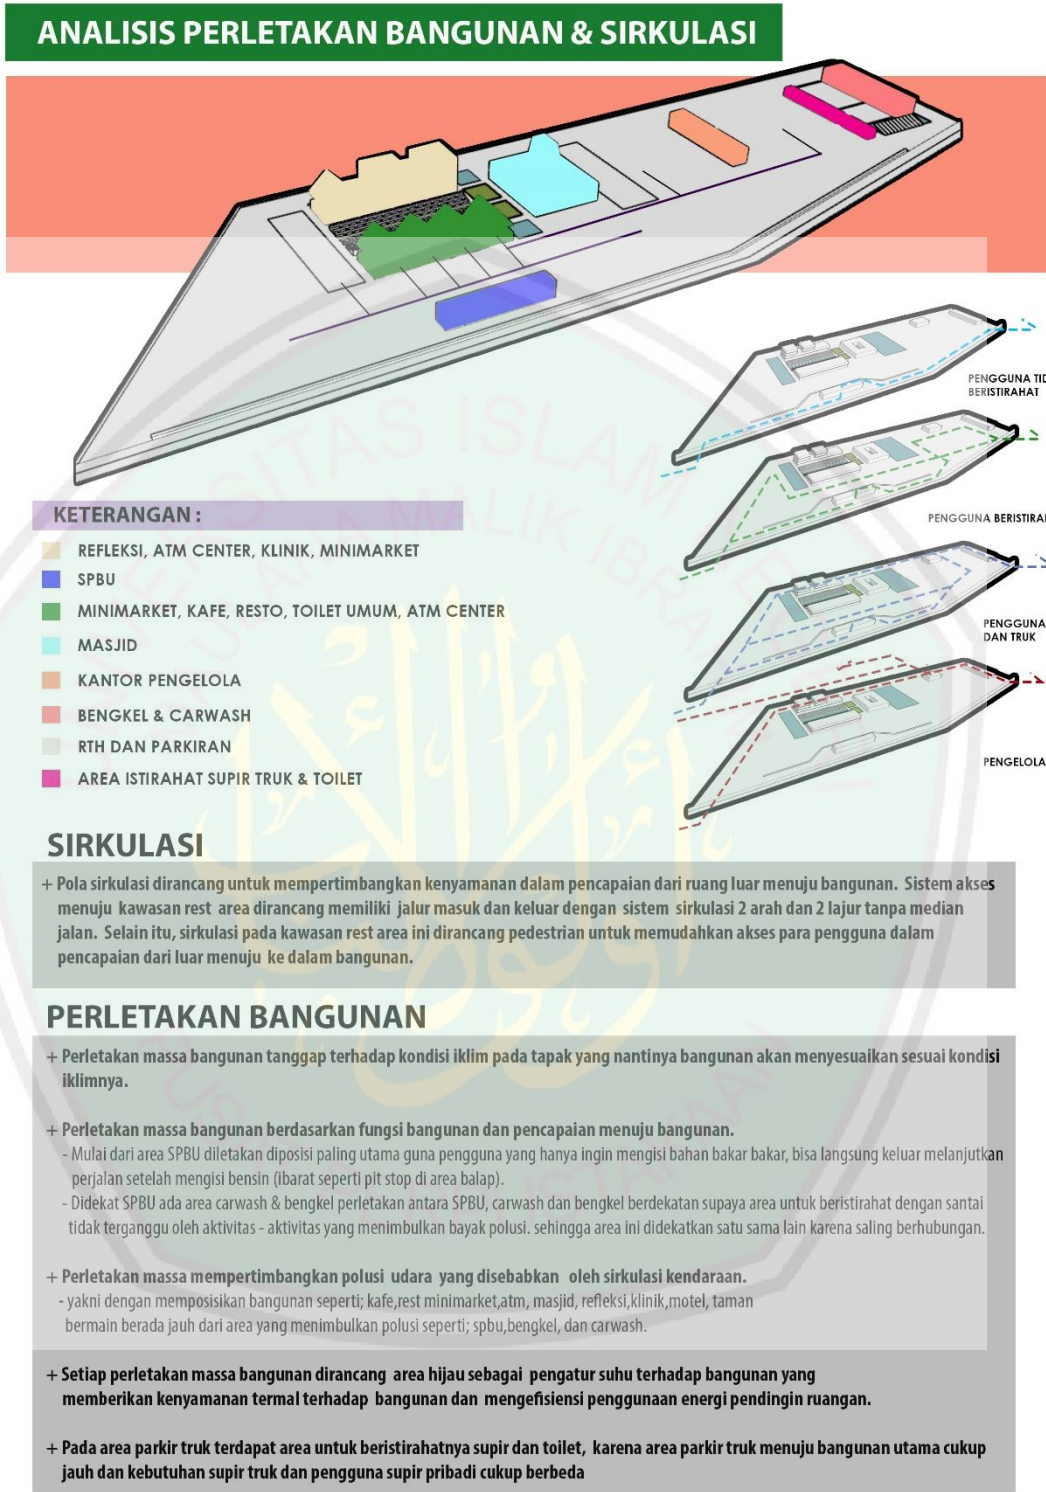 ANALISIS PERLETAKAN BANGUNAN & SIRKULASI
PENGGUNA
BERISTIRAHAT
PENGGUNA
PENGGUNA
DAN TRUK
PENGELOLA
KETERANGAN :
REFLEKSI, ATM CENTER, KLINIK, MINIMARKET
SPBU
MINIMARKET, KAFE, RESTO, TOILET UMUM, ATM CENTER
MASJID
KANTOR PENGELOLA
BENGKEL & CARWASH
RTH DAN PARKIRAN
AREA ISTIRAHAT SUPIR TRUK & TOILET
SIRKULASI
+ Pola sirkulasi dirancang untuk mempertimbangkan kenyamanan dalam pencapaian dari ruang luar menuju bangunan. Sistem akses
menuju kawasan rest area dirancang memiliki jalur masuk dan keluar dengan sistem sirkulasi 2 arah dan 2 lajur tanpa median
jalan. Selain itu, sirkulasi pada kawasan rest area ini dirancang pedestrian untuk memudahkan akses para pengguna dalam
pencapaian dari luar menuju ke dalam bangunan.
PERLETAKAN BANGUNAN
+ Perletakan massa bangunan tanggap terhadap kondisi iklim pada tapak yang nantinya bangunan akan menyesuaikan sesuai kondisi
iklimnya.
+ Perletakan massa bangunan berdasarkan fungsi bangunan dan pencapaian menuju bangunan.
- Mulai dari area SPBU diletakan diposisi paling utama guna pengguna yang hanya ingin mengisi bahan bakar bakar, bisa langsung keluar melanjutkan
perjalan setelah mengisi bensin (ibarat seperti pit stop di area balap).
- Didekat SPBU ada area carwash & bengkel perletakan antara SPBU, carwash dan bengkel berdekatan supaya area untuk beristirahat dengan santai
tidak terganggu oleh aktivitas - aktivitas yang menimbulkan bayak polusi. sehingga area ini didekatkan satu sama lain karena saling berhubungan.
+ Perletakan massa mempertimbangkan polusi udara yang disebabkan oleh sirkulasi kendaraan.
- yakni dengan memposisikan bangunan seperti; kafe,rest minimarket,atm, masjid, refleksi,klinik,motel, taman
bermain berada jauh dari area yang menimbulkan polusi seperti; spbu,bengkel, dan carwash.
+ Setiap perletakan massa bangunan dirancang area hijau sebagai pengatur suhu terhadap bangunan yang
memberikan kenyamanan termal terhadap bangunan dan mengefisiensi penggunaan energi pendingin ruangan.
+ Pada area parkir truk terdapat area untuk beristirahatnya supir dan toilet, karena area parkir truk menuju bangunan utama cukup
jauh dan kebutuhan supir truk dan pengguna supir pribadi cukup berbeda